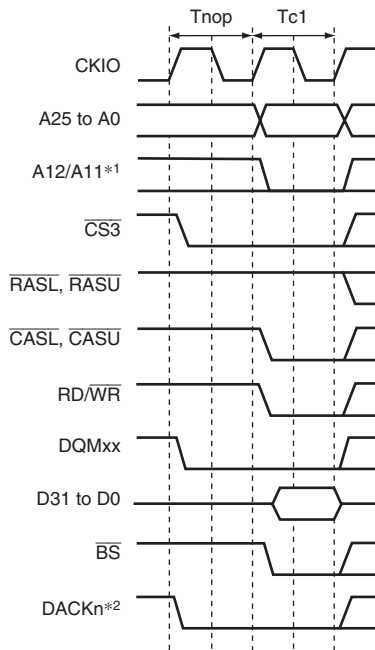 Tnop Tc1
CKIO
A25 to A0
A12/A11*1
CS3
RASL, RASU
CASL, CASU
RD/WR
DQMxx
D31 to D0
BS
DACKn*2